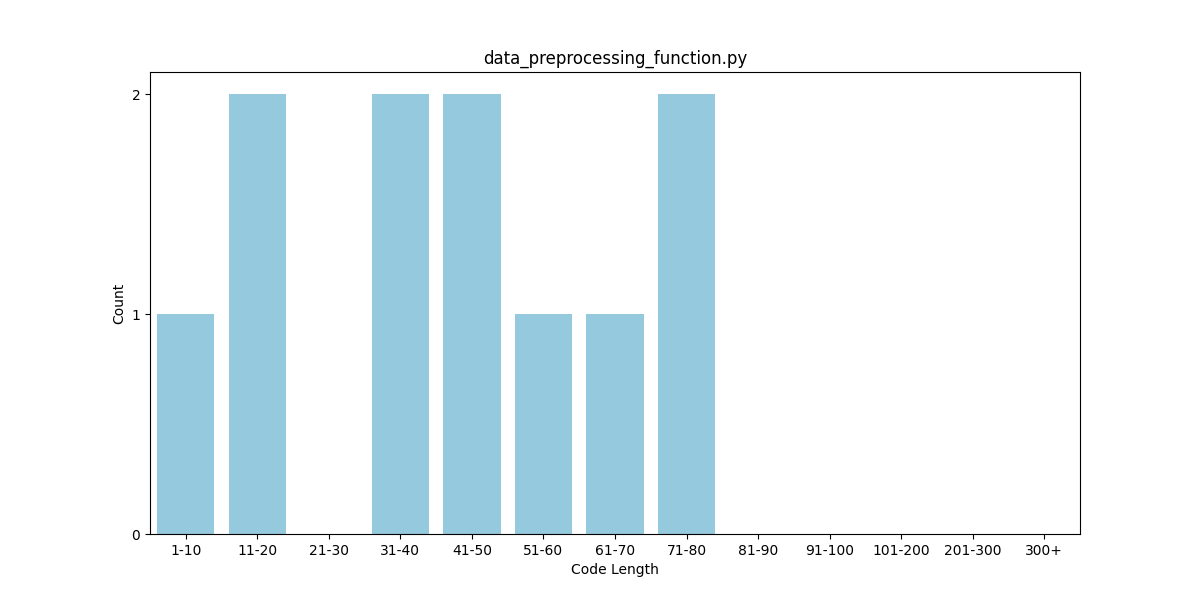 data_preprocessing_function.py
2
1
0
Count
1-10 11-20 21-30 31-40 41-50 51-60 61-70 71-80 81-90 91-100 101-200 201-300 300+
Code Length